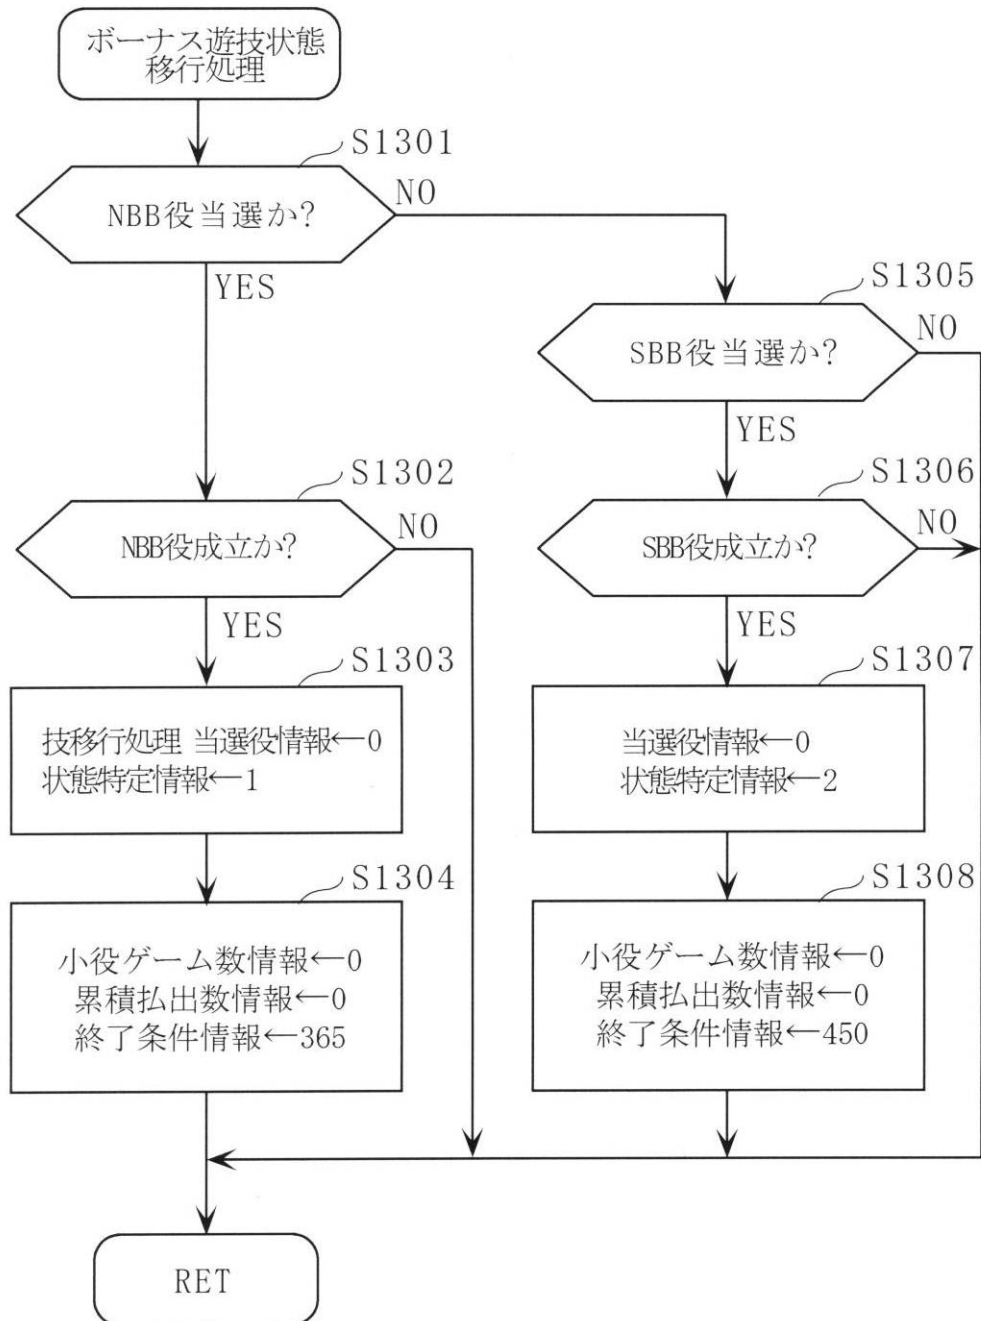 ボーナス遊技状態
移行処理
S1301
NBB役当選か?
NO
YES
S1305
SBB役当選か?
NO
YES
S1302
NBB役成立か?
NO
YES
S1306
SBB役成立か?
NO
YES
S1303
技移行処理 当選役情報←0
状態特定情報←1
S1307
当選役情報←0
状態特定情報←2
S1304
小役ゲーム数情報←0
累積払出数情報←0
終了条件情報←365
S1308
小役ゲーム数情報←0
累積払出数情報←0
終了条件情報←450
RET